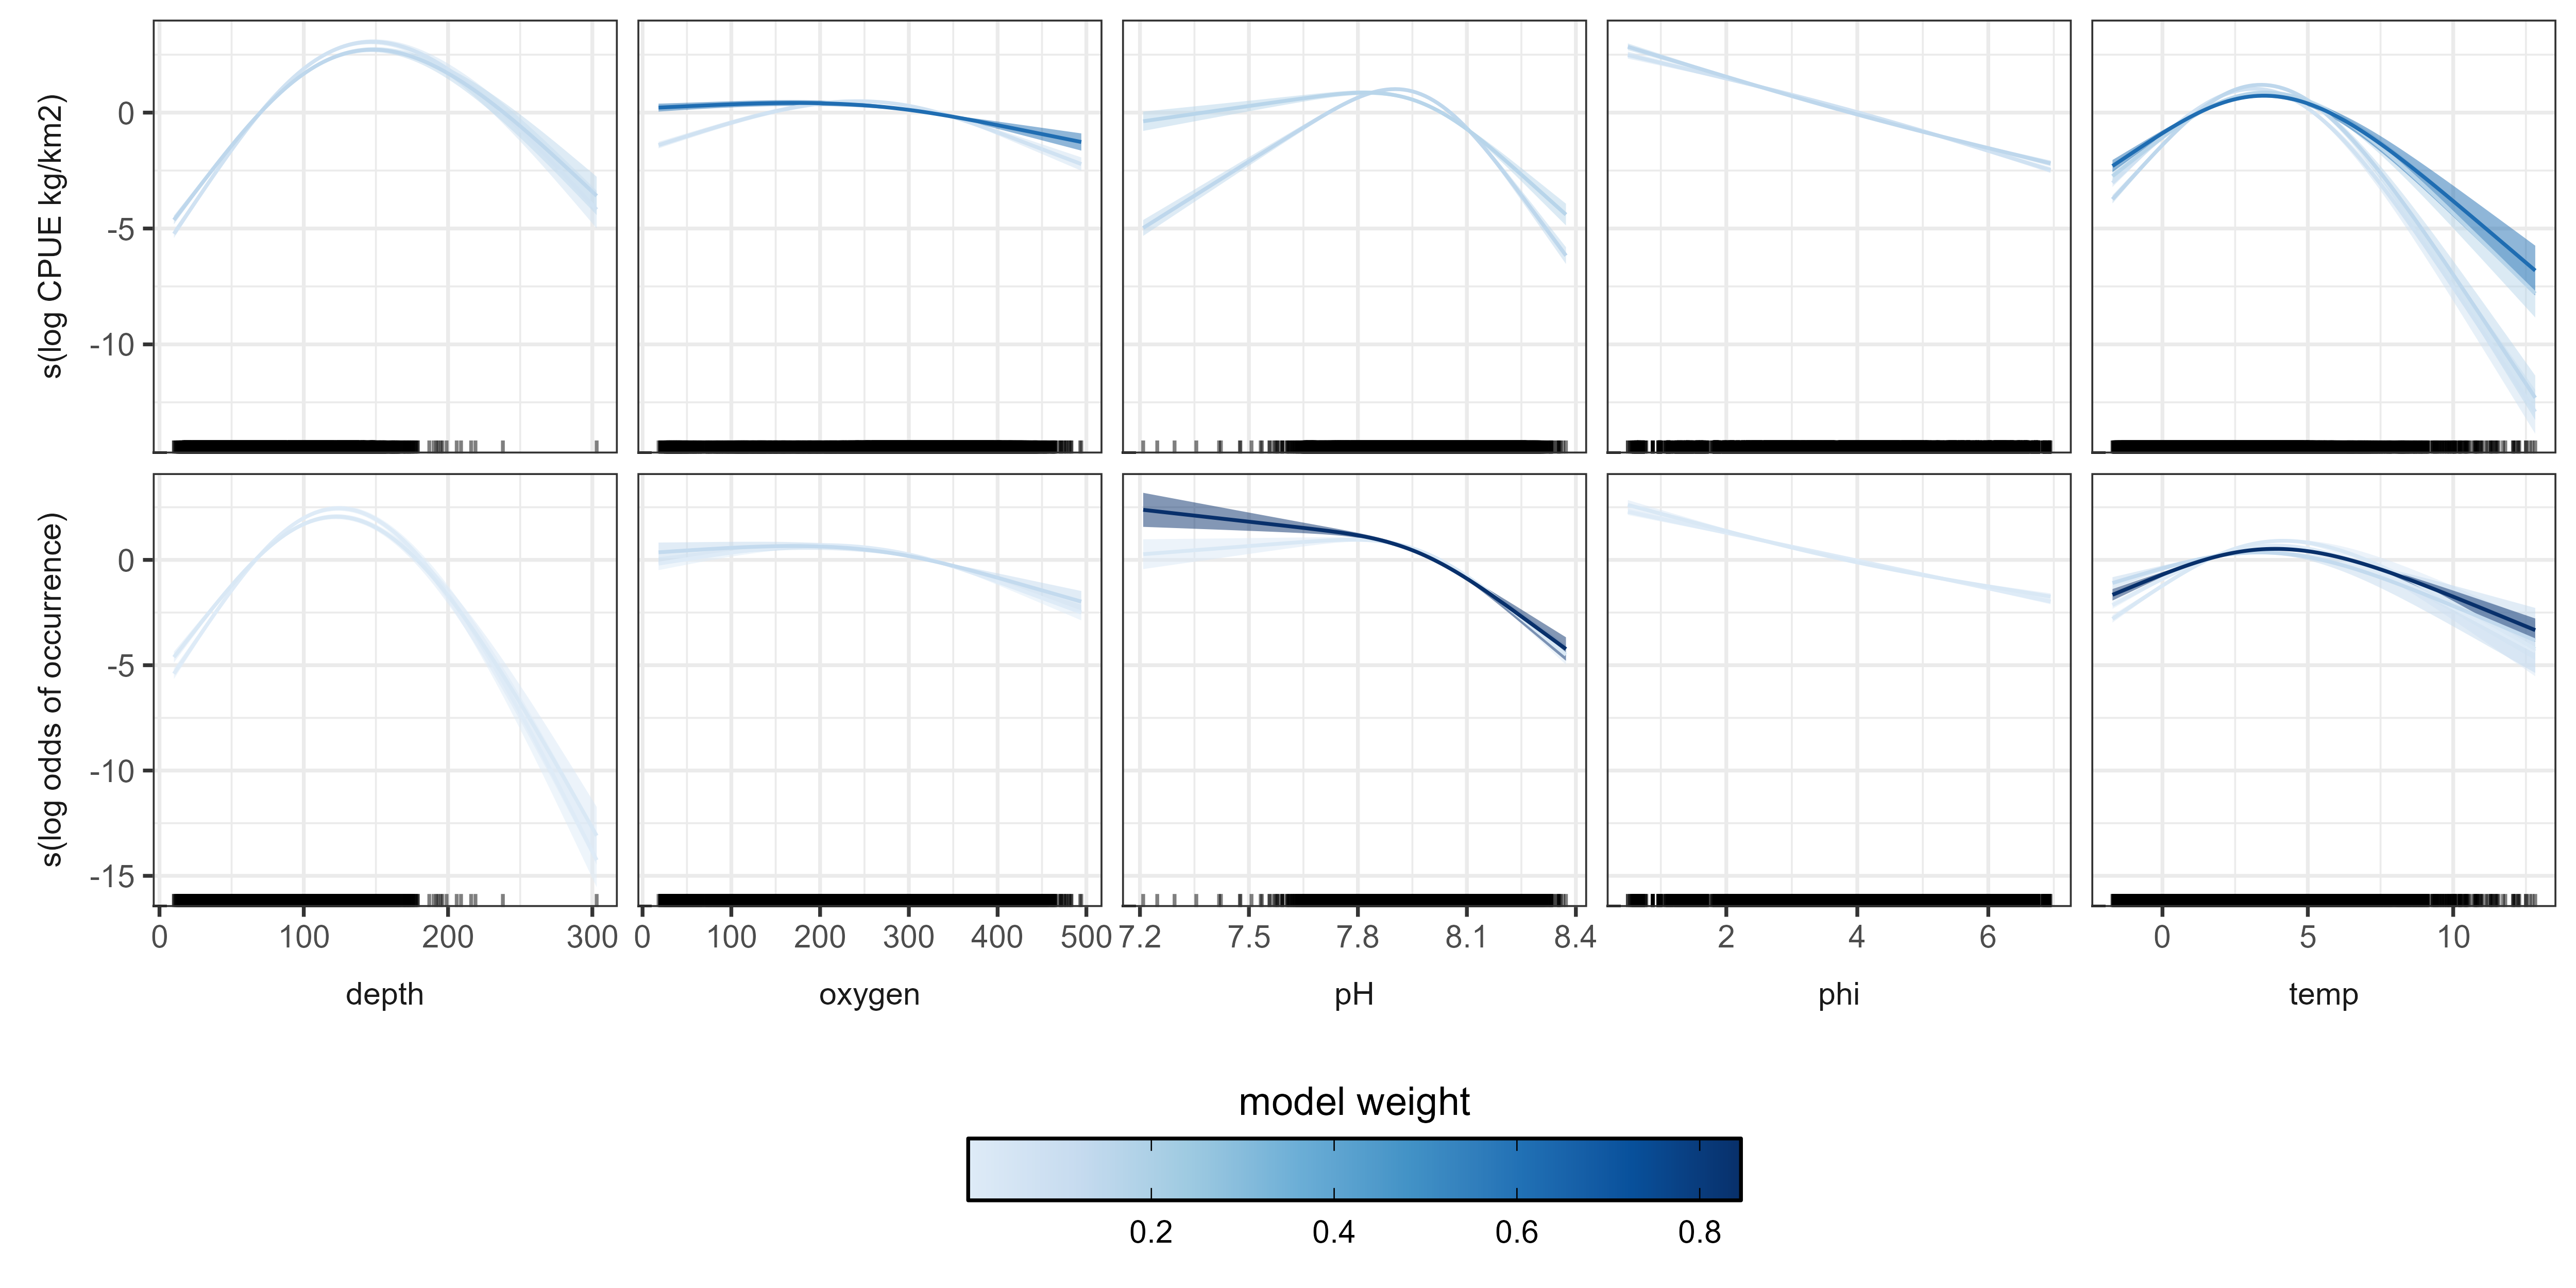 s(log CPUE kg/km2)
0
-5
-10
s(log odds of occurrence)
0
-5
-10
-15
0 100 200 300
0 100 200 300 400 500
7.2 7.5 7.8 8.1 8.4
2 4 6
0 5 10
depth oxygen pH phi temp
model weight
0.2 0.4 0.6 0.8